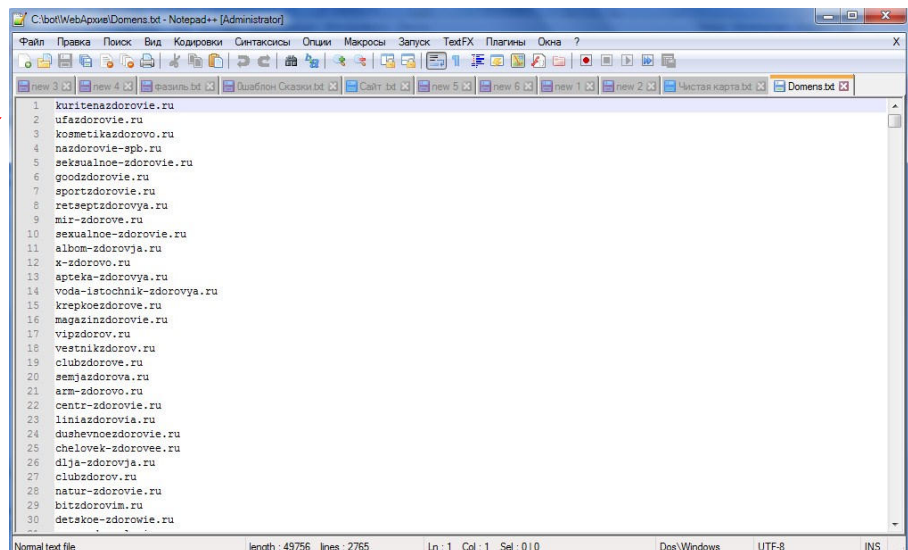 C:\bot\WebАрхив\Domens.txt - Notepad++ [Administrator]
Файл Правка Поиск Вид Кодировки Синтаксисы Опции Макросы Запуск TextFX Плагины Окна ? X
new 3 new 4 фазиль.txt 0шаблон Сказки.txt Сайт .txt new 5 new 6 new 1 new 2 Чистая карта.txt Domens.txt
1 kuritenazdorovie.ru
2 ufazdorovie.ru
3 kosmetikazdorovo.ru
4 nazdorovie-spb.ru
5 seksualnoe-zdorovie.ru
6 goodzdorovie.ru
7 sportzdorovie.ru
8 retseptzdorovya.ru
9 mir-zdorove.ru
10 sexualnoe-zdorovie.ru
11 albom-zdorovja.ru
12 x-zdorovo.ru
13 apteka-zdorovya.ru
14 voda-istochnik-zdorovya.ru
15 krepkoezdorove.ru
16 magazinzdorovie.ru
17 vipzdorov.ru
18 vestnikzdorov.ru
19 clubzdorove.ru
20 semjazdorova.ru
21 arm-zdorovo.ru
22 centr-zdorovie.ru
23 liniazdorovia.ru
24 dushevnoezdorovie.ru
25 chelovek-zdorovee.ru
26 dlja-zdorovja.ru
27 clubzdorov.ru
28 natur-zdorovie.ru
29 bitzdorovim.ru
30 detskoe-zdorowie.ru
Normal text file length : 49756 lines : 2765 Ln : 1 Col : 1 Sel : 0 | 0 Dos\Windows UTF-8 INS